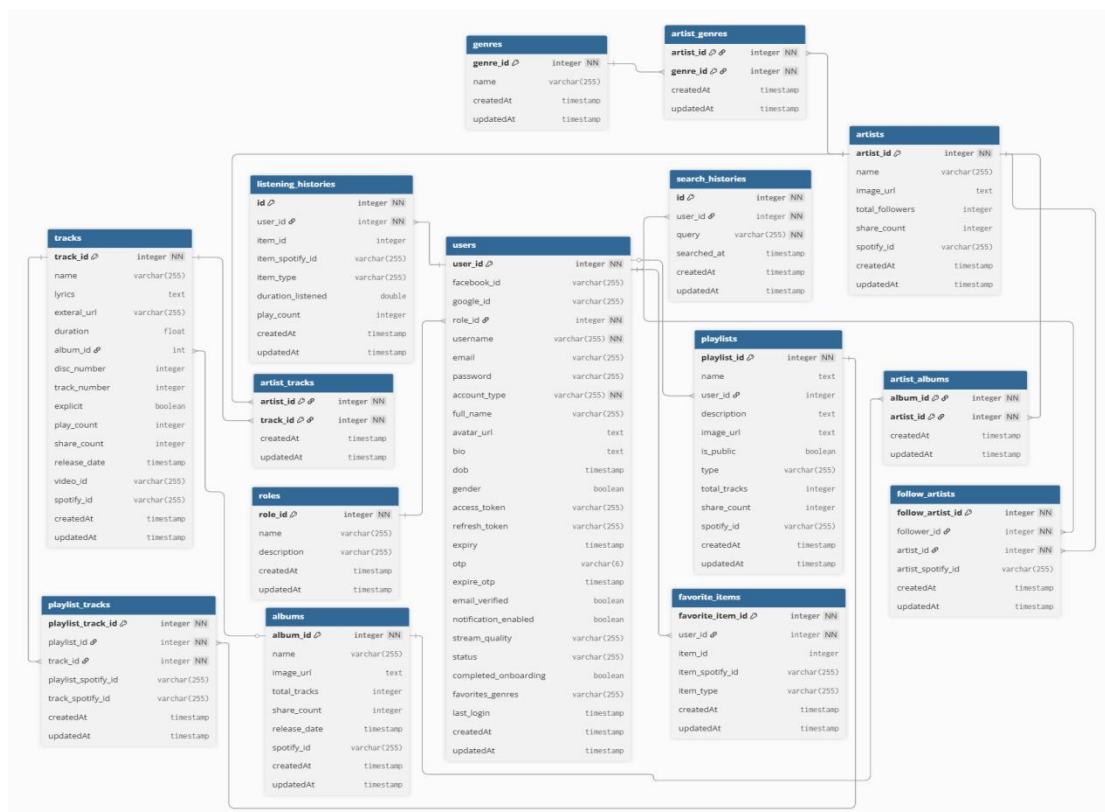 genres
genre_id integer NN
name varchar(255)
createdAt timestamp
updatedAt timestamp
artist_genres
artist_id integer NN
genre_id integer NN
createdAt timestamp
updatedAt timestamp
artists
artist_id integer NN
name varchar(255)
image_url text
total_followers integer
share_count integer
spotify_id varchar(255)
createdAt timestamp
updatedAt timestamp
listening_histories
id integer NN
user_id integer NN
item_id integer
item_spotify_id varchar(255)
item_type varchar(255)
duration_listened double
play_count integer
createdAt timestamp
updatedAt timestamp
search_histories
id integer NN
user_id integer NN
query varchar(255) NN
searched_at timestamp
createdAt timestamp
updatedAt timestamp
tracks
track_id integer NN
name varchar(255)
lyrics text
exteral_url varchar(255)
duration float
album_id int
disc_number integer
track_number integer
explicit boolean
play_count integer
share_count integer
release_date timestamp
video_id varchar(255)
spotify_id varchar(255)
createdAt timestamp
updatedAt timestamp
users
user_id integer NN
facebook_id varchar(255)
google_id varchar(255)
role_id integer NN
username varchar(255) NN
email varchar(255)
password varchar(255)
account_type varchar(255) NN
full_name varchar(255)
avatar_url text
bio text
dob timestamp
gender boolean
access_token varchar(255)
refresh_token varchar(255)
expiry timestamp
otp varchar(6)
expire_otp timestamp
email_verified boolean
notification_enabled boolean
stream_quality varchar(255)
status varchar(255)
completed_onboarding boolean
favorites_genres varchar(255)
last_login timestamp
createdAt timestamp
updatedAt timestamp
playlists
playlist_id integer NN
name text
user_id integer
description text
image_url text
is_public boolean
type varchar(255)
total_tracks integer
share_count integer
spotify_id varchar(255)
createdAt timestamp
updatedAt timestamp
artist_tracks
artist_id integer NN
track_id integer NN
createdAt timestamp
updatedAt timestamp
artist_albums
album_id integer NN
artist_id integer NN
createdAt timestamp
updatedAt timestamp
roles
role_id integer NN
name varchar(255)
description varchar(255)
createdAt timestamp
updatedAt timestamp
follow_artists
follow_artist_id integer NN
follower_id integer NN
artist_id integer NN
artist_spotify_id varchar(255)
createdAt timestamp
updatedAt timestamp
playlist_tracks
playlist_track_id integer NN
playlist_id integer NN
track_id integer NN
playlist_spotify_id varchar(255)
track_spotify_id varchar(255)
createdAt timestamp
updatedAt timestamp
albums
album_id integer NN
name varchar(255)
image_url text
total_tracks integer
share_count integer
release_date timestamp
spotify_id varchar(255)
createdAt timestamp
updatedAt timestamp
favorite_items
favorite_item_id integer NN
user_id integer NN
item_id integer
item_spotify_id varchar(255)
item_type varchar(255)
createdAt timestamp
updatedAt timestamp